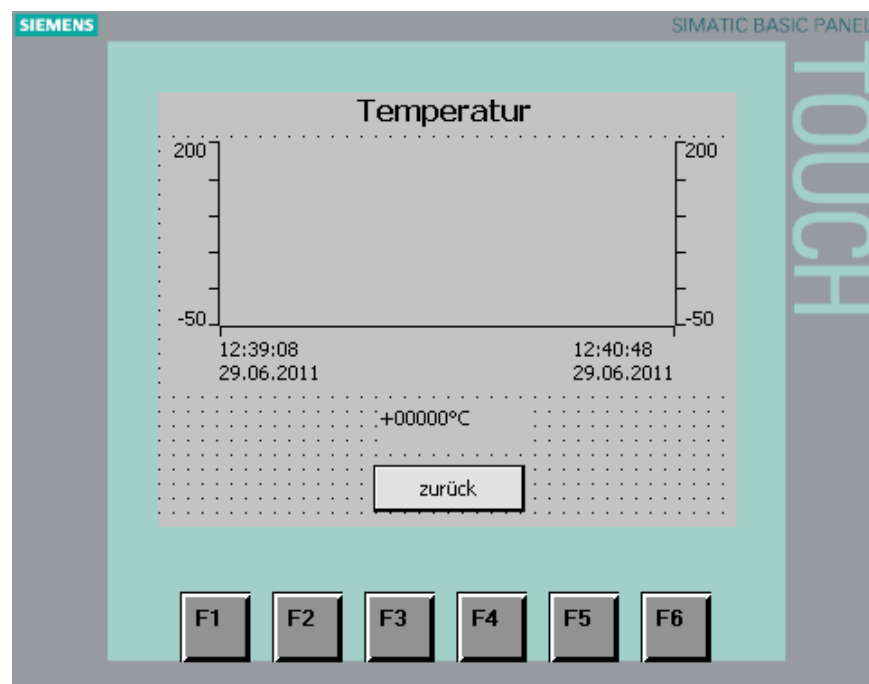 SIEMENS
SIMATIC BASIC PANEL
TOUCH
Temperatur
200
200
-50
-50
12:39:08
12:40:48
29.06.2011
29.06.2011
+00000°C
zurück
F1
F2
F3
F4
F5
F6